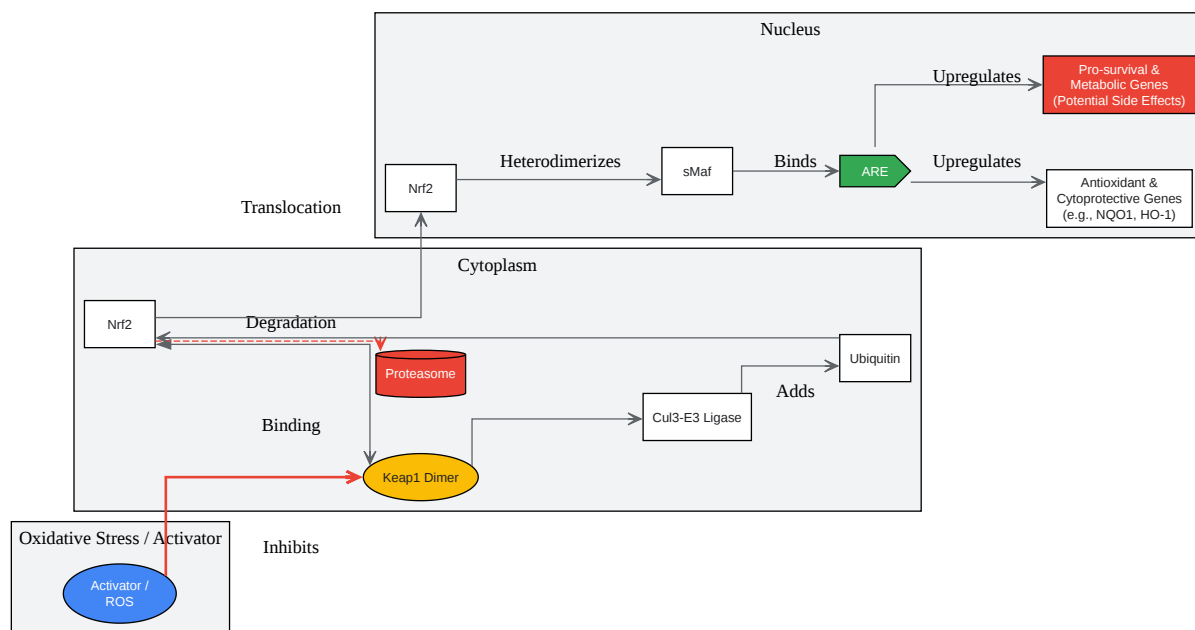 Nucleus
Pro-survival &
Metabolic Genes
(Potential Side Effects)
Upregulates
Heterodimerizes
sMaf
Binds
ARE
Upregulates
Nrf2
Antioxidant &
Cytoprotective Genes
(e.g., NQO1, HO-1)
Translocation
Cytoplasm
Nrf2
Degradation
Proteasome
Ubiquitin
Adds
Cul3-E3 Ligase
Binding
Keap1 Dimer
Oxidative Stress / Activator
Inhibits
Activator /
ROS